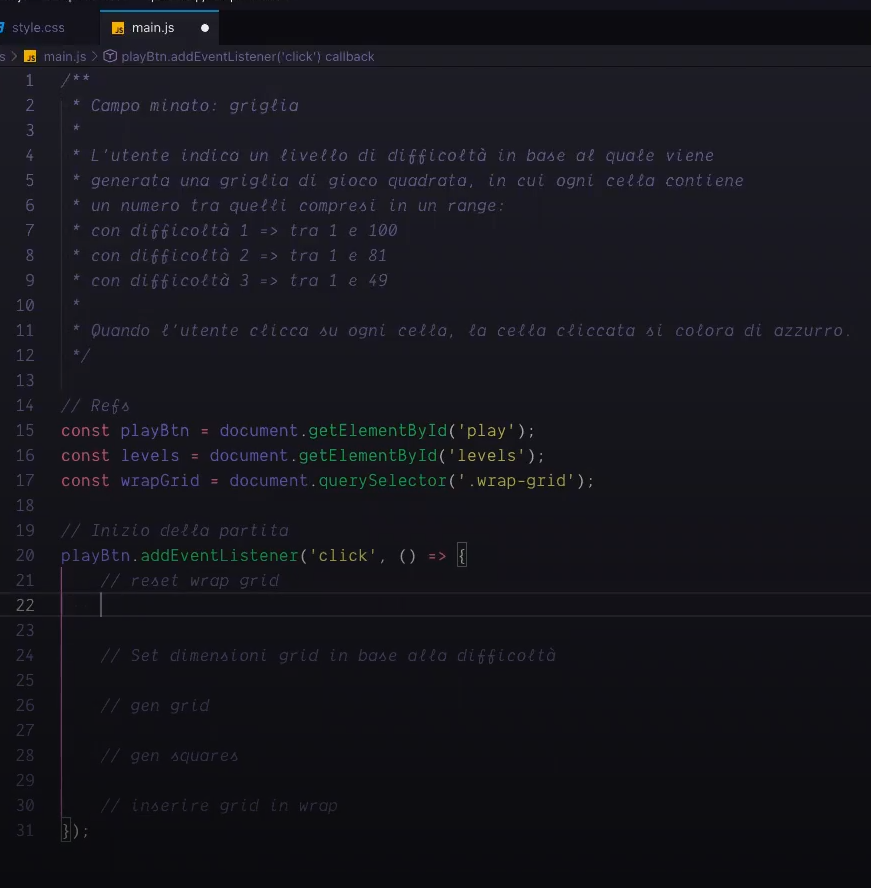 style.css
main.js
s > main.js > playBtn.addEventListener('click') callback
1 /**
2 * Campo minato: griglia
3 *
4 * L'utente indica un livello di difficoltà in base al quale viene
5 * generata una griglia di gioco quadrata, in cui ogni cella contiene
6 * un numero tra quelli compresi in un range:
7 * con difficoltà 1 => tra 1 e 100
8 * con difficoltà 2 => tra 1 e 81
9 * con difficoltà 3 => tra 1 e 49
10 *
11 * Quando l'utente clicca su ogni cella, la cella cliccata si colora di azzurro.
12 */
13
14 // Refs
15 const playBtn = document.getElementById('play');
16 const levels = document.getElementById('levels');
17 const wrapGrid = document.querySelector('.wrap-grid');
18
19 // Inizio della partita
20 playBtn.addEventListener('click', () => {
21 // reset wrap grid
22
23
24 // Set dimensioni grid in base alla difficoltà
25
26 // gen grid
27
28 // gen squares
29
30 // inserire grid in wrap
31 });